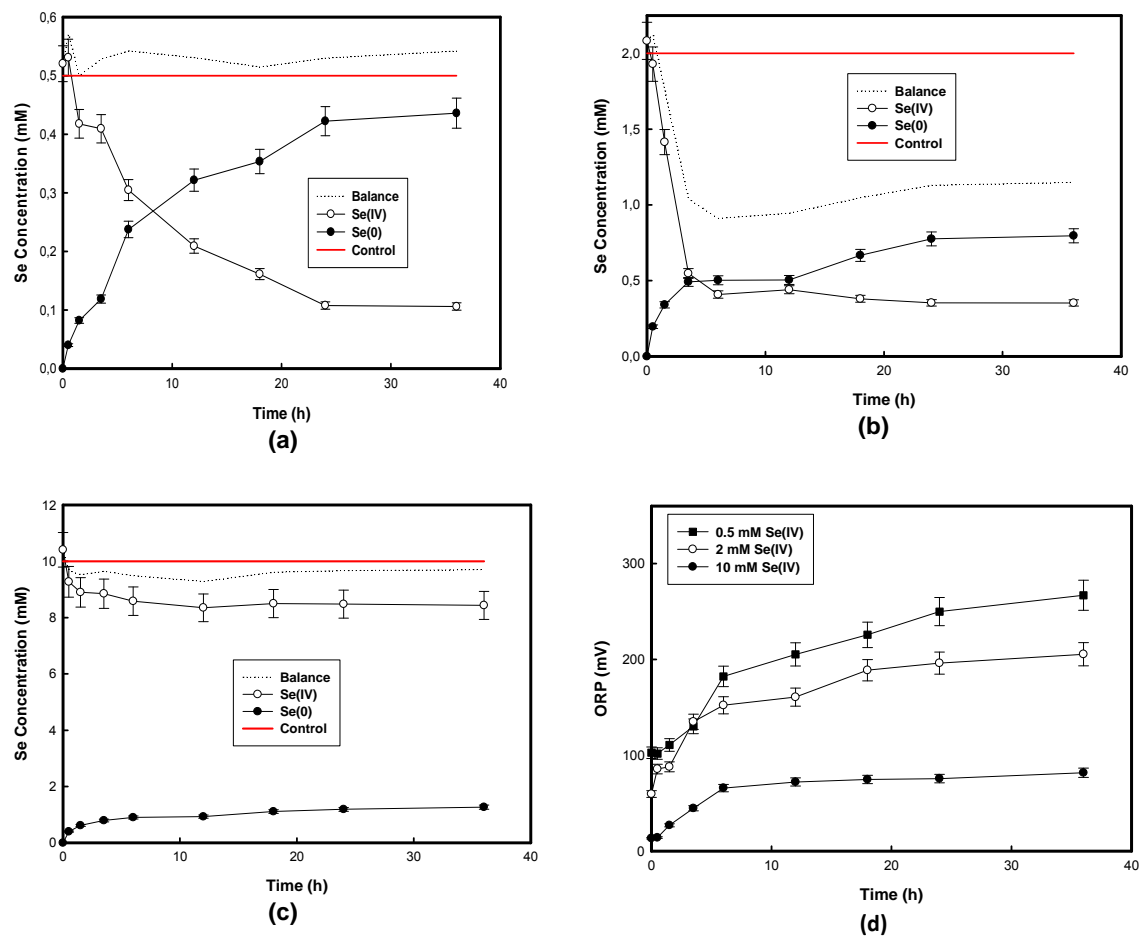 0,6
0,5
0,4
0,3
0,2
0,1
0,0
Se Concentration (mM)
Balance
Se(IV)
Se(0)
Control
0 10 20 30 40
Time (h)
(a)
2,0
1,5
1,0
0,5
0,0
Se Concentration (mM)
Balance
Se(IV)
Se(0)
Control
0 10 20 30 40
Time (h)
(b)
12
10
8
6
4
2
0
Se Concentration (mM)
Balance
Se(IV)
Se(0)
Control
0 10 20 30 40
Time (h)
(c)
300
200
100
0
ORP (mV)
0.5 mM Se(IV)
2 mM Se(IV)
10 mM Se(IV)
0 10 20 30 40
Time (h)
(d)